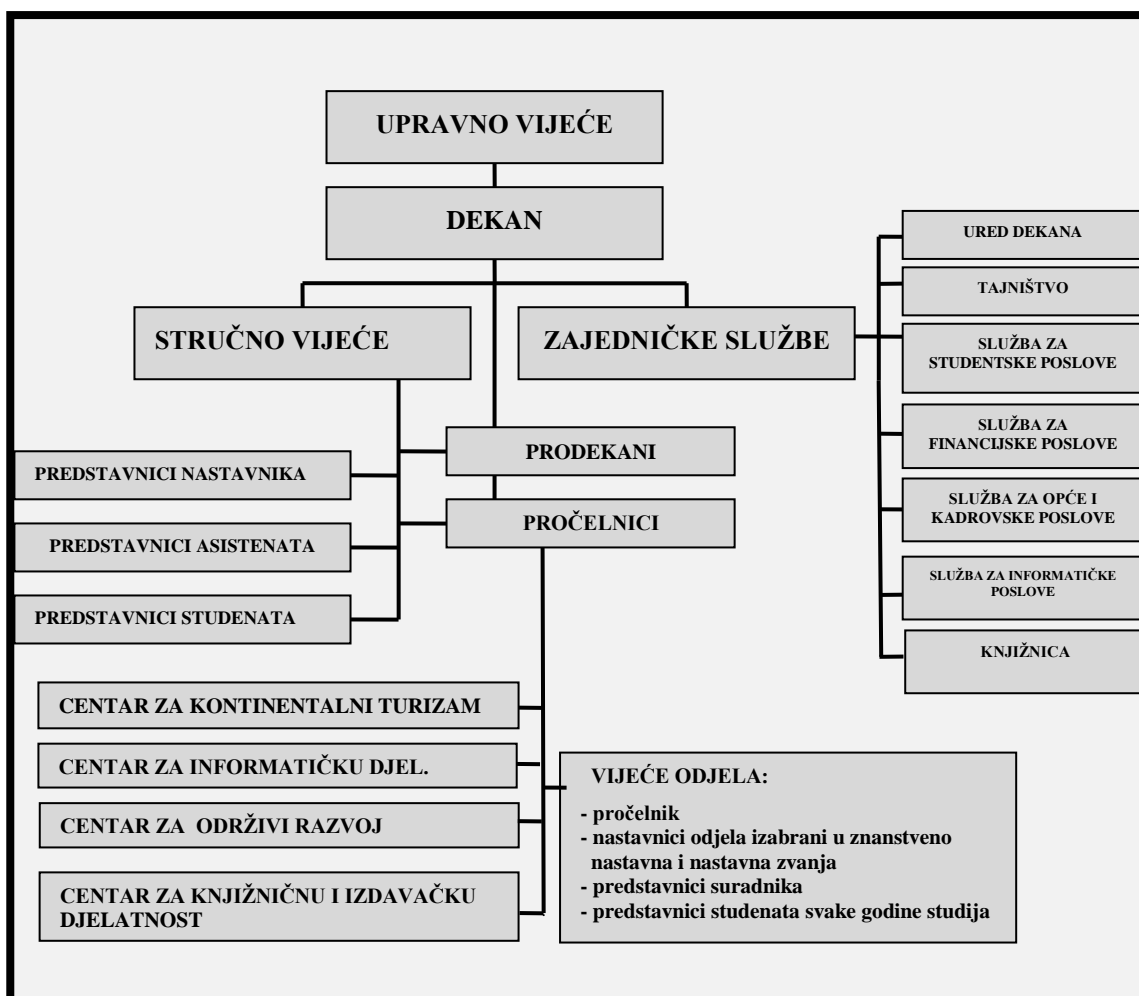 UPRAVNO VIJEĆE
DEKAN
STRUČNO VIJEĆE
ZAJEDNIČKE SLUŽBE
URED DEKANA
TAJNIŠTVO
SLUŽBA ZA
STUDENTSKE POSLOVE
SLUŽBA ZA
FINANCIJSKE POSLOVE
SLUŽBA ZA OPĆE I
KADROVSKE POSLOVE
SLUŽBA ZA INFORMATIČKE
POSLOVE
KNJIŽNICA
PRODEKANI
PROČELNICI
PREDSTAVNICI NASTAVNIKA
PREDSTAVNICI ASISTENATA
PREDSTAVNICI STUDENATA
CENTAR ZA KONTINENTALNI TURIZAM
CENTAR ZA INFORMATIČKU DJEL.
CENTAR ZA ODRŽIVI RAZVOJ
CENTAR ZA KNJIŽNIČNU I IZDAVAČKU
DJELATNOST
VIJEĆE ODJELA:
- pročelnik
- nastavnici odjela izabrani u znanstveno
nastavna i nastavna zvanja
- predstavnici suradnika
- predstavnici studenata svake godine studija